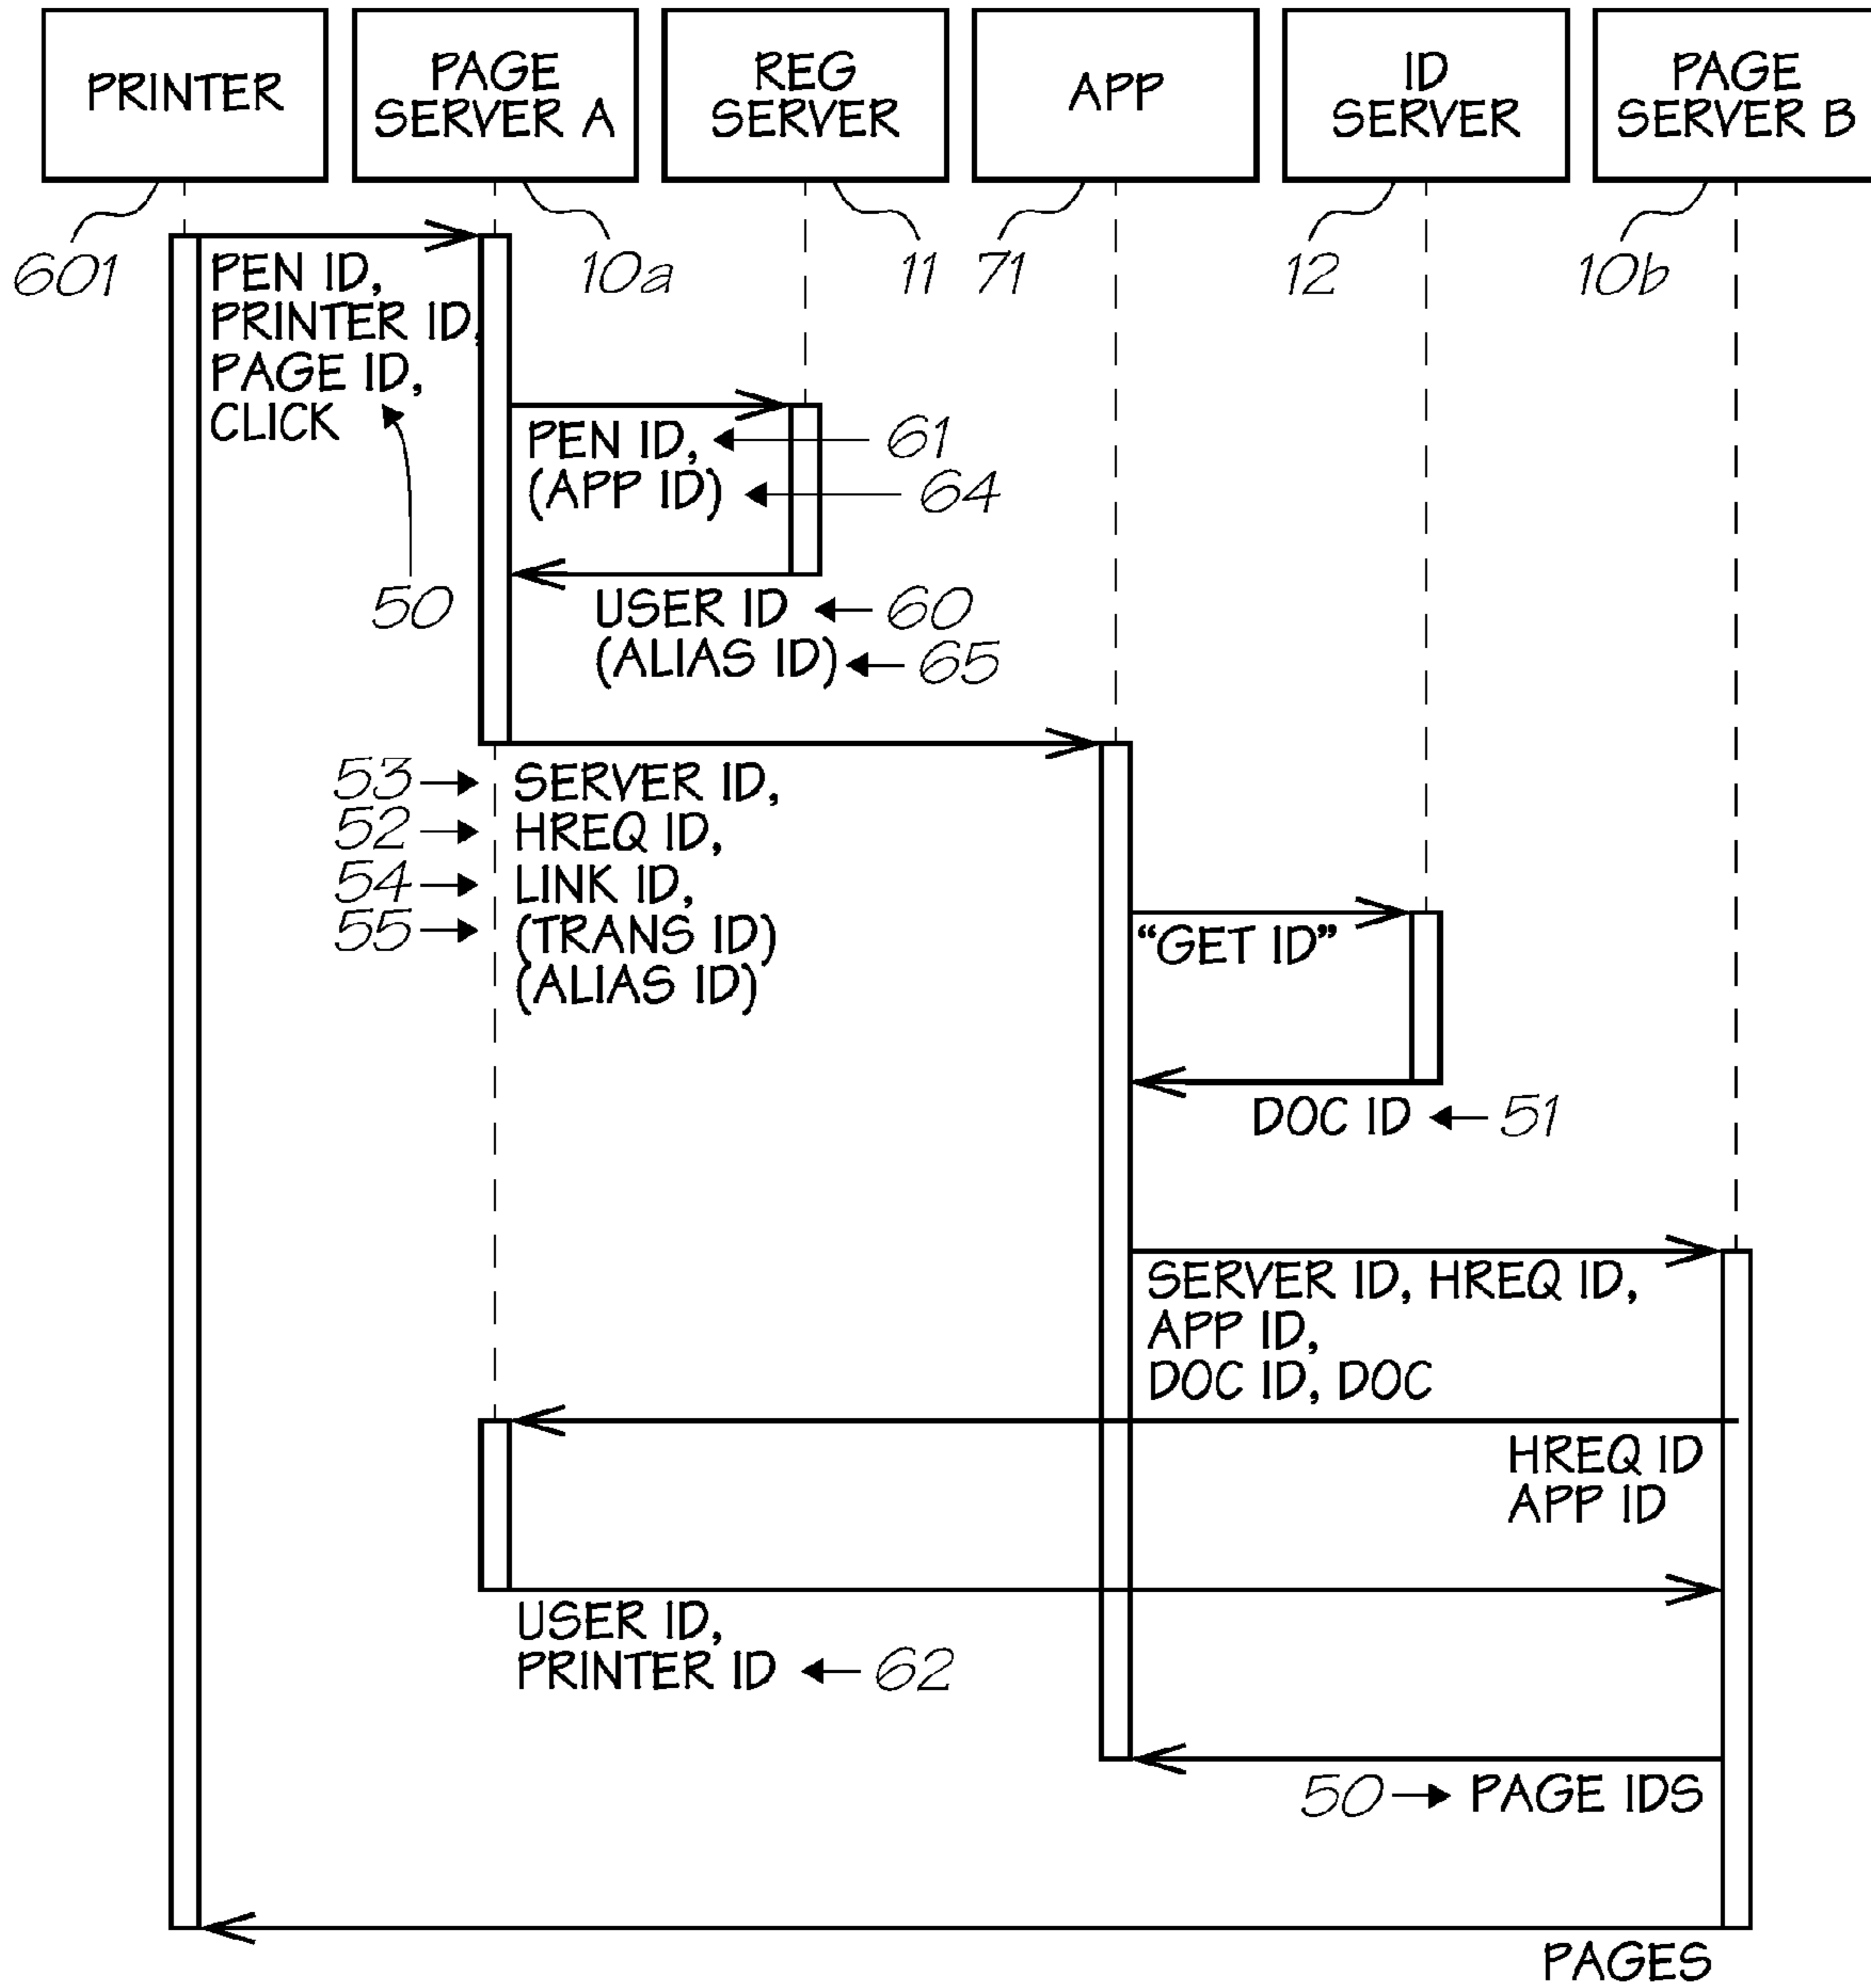 PRINTER
PAGE
SERVER A
REG
SERVER
APP
ID
SERVER
PAGE
SERVER B
601
10a
11
71
12
10b
PEN ID,
PRINTER ID,
PAGE ID,
CLICK
50
PEN ID,
61
(APP ID)
64
USER ID
60
(ALIAS ID)
65
53
SERVER ID,
52
HREQ ID,
54
LINK ID,
55
(TRANS ID)
(ALIAS ID)
“GET ID”
DOC ID
51
SERVER ID, HREQ ID,
APP ID,
DOC ID, DOC
HREQ ID
APP ID
USER ID,
PRINTER ID
62
50
PAGE IDS
PAGES